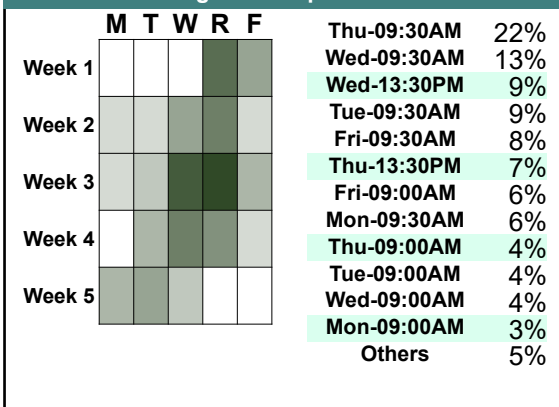 M T W R F
Week 1
Week 2
Week 3
Week 4
Week 5
Thu-09:30AM 22%
Wed-09:30AM 13%
Wed-13:30PM 9%
Tue-09:30AM 9%
Fri-09:30AM 8%
Thu-13:30PM 7%
Fri-09:00AM 6%
Mon-09:30AM 6%
Thu-09:00AM 4%
Tue-09:00AM 4%
Wed-09:00AM 4%
Mon-09:00AM 3%
Others 5%